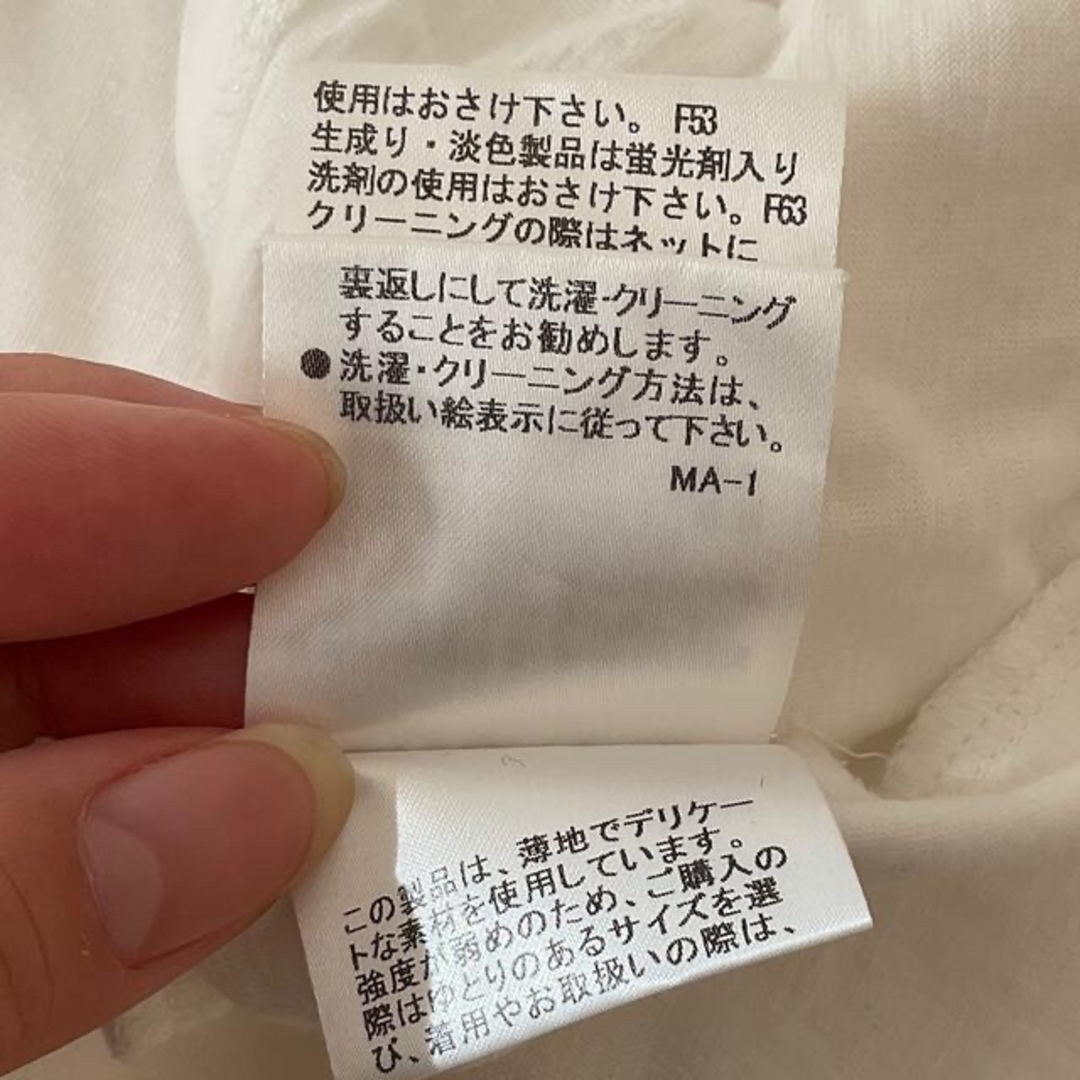 使用はおさけ下さい。 F53
生成り・淡色製品は蛍光剤入り
洗剤の使用はおさけ下さい。F63
クリーニングの際はネットに
裏返しにして洗濯・クリーニング
することをお勧めします。
●洗濯・クリーニング方法は、
取扱い絵表示に従って下さい。
MA-1
この製品は、薄地でデリケー
トな素材を使用しています。
強度が弱めのため、ご購入の
際はゆとりのあるサイズを選
び、着用やお取扱いの際は、